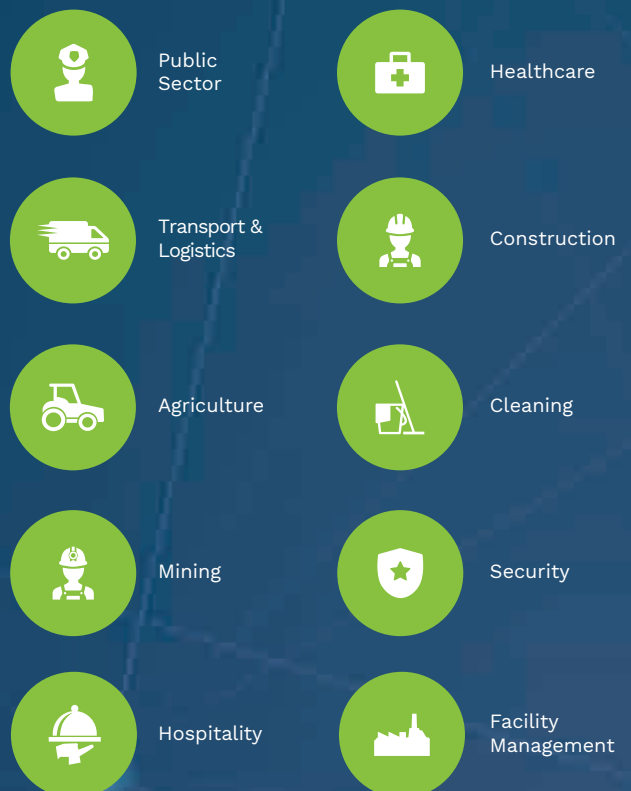 Public
Sector
Healthcare
Transport &
Logistics
Construction
Agriculture
Cleaning
Mining
Security
Hospitality
Facility
Management